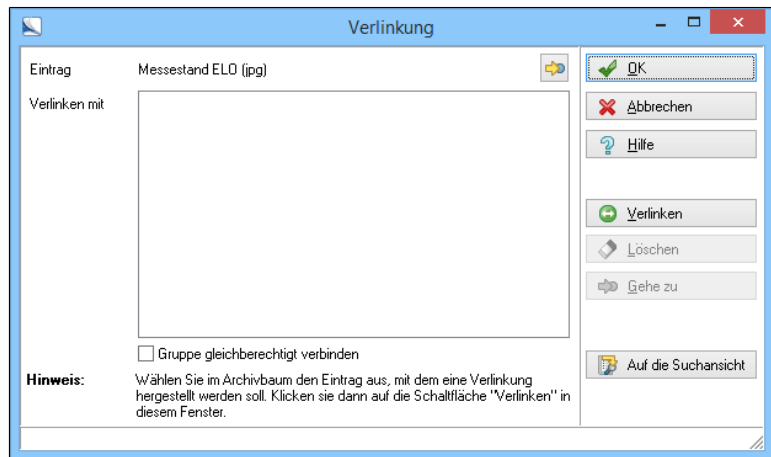 Verlinkung
Eintrag
Messestand ELO (jpg)
OK
Verlinken mit
Abbrechen
Hilfe
Verlinken
Löschen
Gehe zu
Gruppe gleichberechtigt verbinden
Auf die Suchansicht
Hinweis:
Wählen Sie im Archivbaum den Eintrag aus, mit dem eine Verlinkung
hergestellt werden soll. Klicken sie dann auf die Schaltfläche "Verlinken" in
diesem Fenster.